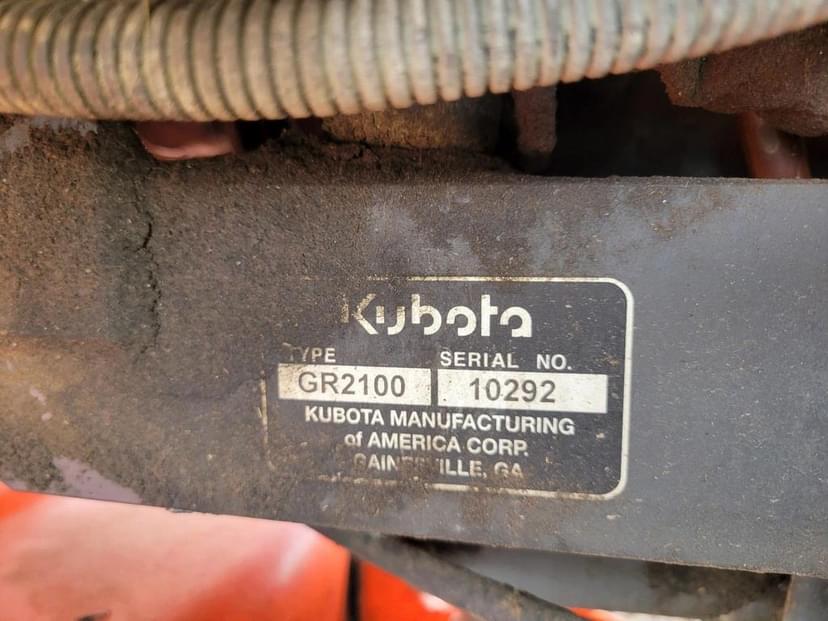 Kubota
TYPE SERIAL NO.
GR2100 10292
KUBOTA MANUFACTURING
of AMERICA CORP.
GAINESVILLE, GA